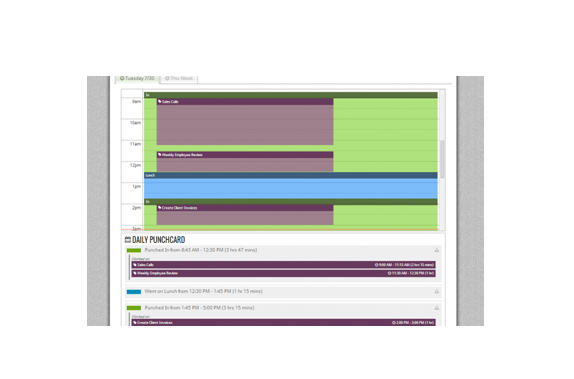 Tuesday 7/30 This Week
In
9am Sales Calls
10am
11am
Weekly Employee Review
12pm
Lunch
1pm
In
2pm Create Client Invoices
3pm
DAILY PUNCHCARD
Punched In from 8:45 AM - 12:30 PM (3 hrs 47 mins)
Worked on
Sales Calls 9:00 AM - 11:15 AM (2 hrs 15 mins)
Weekly Employee Review 11:30 AM - 12:30 PM (1 hr)
Went on Lunch from 12:30 PM - 1:45 PM (1 hr 15 mins)
Punched In from 1:45 PM - 5:00 PM (3 hrs 15 mins)
Worked on
Create Client Invoices 2:00 PM - 3:00 PM (1 hr)